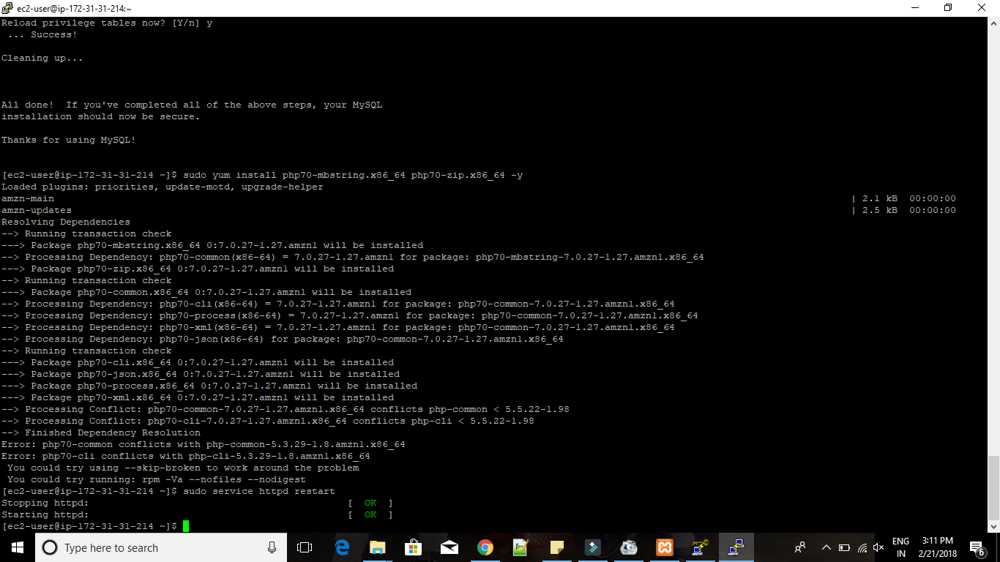 ec2-user@ip-172-31-31-214:~
Reload privilege tables now? [Y/n] y
 ... Success!
Cleaning up...
All done!  If you've completed all of the above steps, your MySQL
installation should now be secure.
Thanks for using MySQL!
[ec2-user@ip-172-31-31-214 ~]$ sudo yum install php70-mbstring.x86_64 php70-zip.x86_64 -y
Loaded plugins: priorities, update-motd, upgrade-helper
amzn-main | 2.1 kB  00:00:00
amzn-updates | 2.5 kB  00:00:00
Resolving Dependencies
--> Running transaction check
---> Package php70-mbstring.x86_64 0:7.0.27-1.27.amzn1 will be installed
--> Processing Dependency: php70-common(x86-64) = 7.0.27-1.27.amzn1 for package: php70-mbstring-7.0.27-1.27.amzn1.x86_64
---> Package php70-zip.x86_64 0:7.0.27-1.27.amzn1 will be installed
--> Running transaction check
---> Package php70-common.x86_64 0:7.0.27-1.27.amzn1 will be installed
--> Processing Dependency: php70-cli(x86-64) = 7.0.27-1.27.amzn1 for package: php70-common-7.0.27-1.27.amzn1.x86_64
--> Processing Dependency: php70-process(x86-64) = 7.0.27-1.27.amzn1 for package: php70-common-7.0.27-1.27.amzn1.x86_64
--> Processing Dependency: php70-xml(x86-64) = 7.0.27-1.27.amzn1 for package: php70-common-7.0.27-1.27.amzn1.x86_64
--> Processing Dependency: php70-json(x86-64) for package: php70-common-7.0.27-1.27.amzn1.x86_64
--> Running transaction check
---> Package php70-cli.x86_64 0:7.0.27-1.27.amzn1 will be installed
---> Package php70-json.x86_64 0:7.0.27-1.27.amzn1 will be installed
---> Package php70-process.x86_64 0:7.0.27-1.27.amzn1 will be installed
---> Package php70-xml.x86_64 0:7.0.27-1.27.amzn1 will be installed
--> Processing Conflict: php70-common-7.0.27-1.27.amzn1.x86_64 conflicts php-common < 5.5.22-1.98
--> Processing Conflict: php70-cli-7.0.27-1.27.amzn1.x86_64 conflicts php-cli < 5.5.22-1.98
--> Finished Dependency Resolution
Error: php70-common conflicts with php-common-5.3.29-1.8.amzn1.x86_64
Error: php70-cli conflicts with php-cli-5.3.29-1.8.amzn1.x86_64
 You could try using --skip-broken to work around the problem
 You could try running: rpm -Va --nofiles --nodigest
[ec2-user@ip-172-31-31-214 ~]$ sudo service httpd restart
Stopping httpd: [  OK  ]
Starting httpd: [  OK  ]
[ec2-user@ip-172-31-31-214 ~]$
Type here to search
ENG
IN
3:11 PM
2/21/2018
6